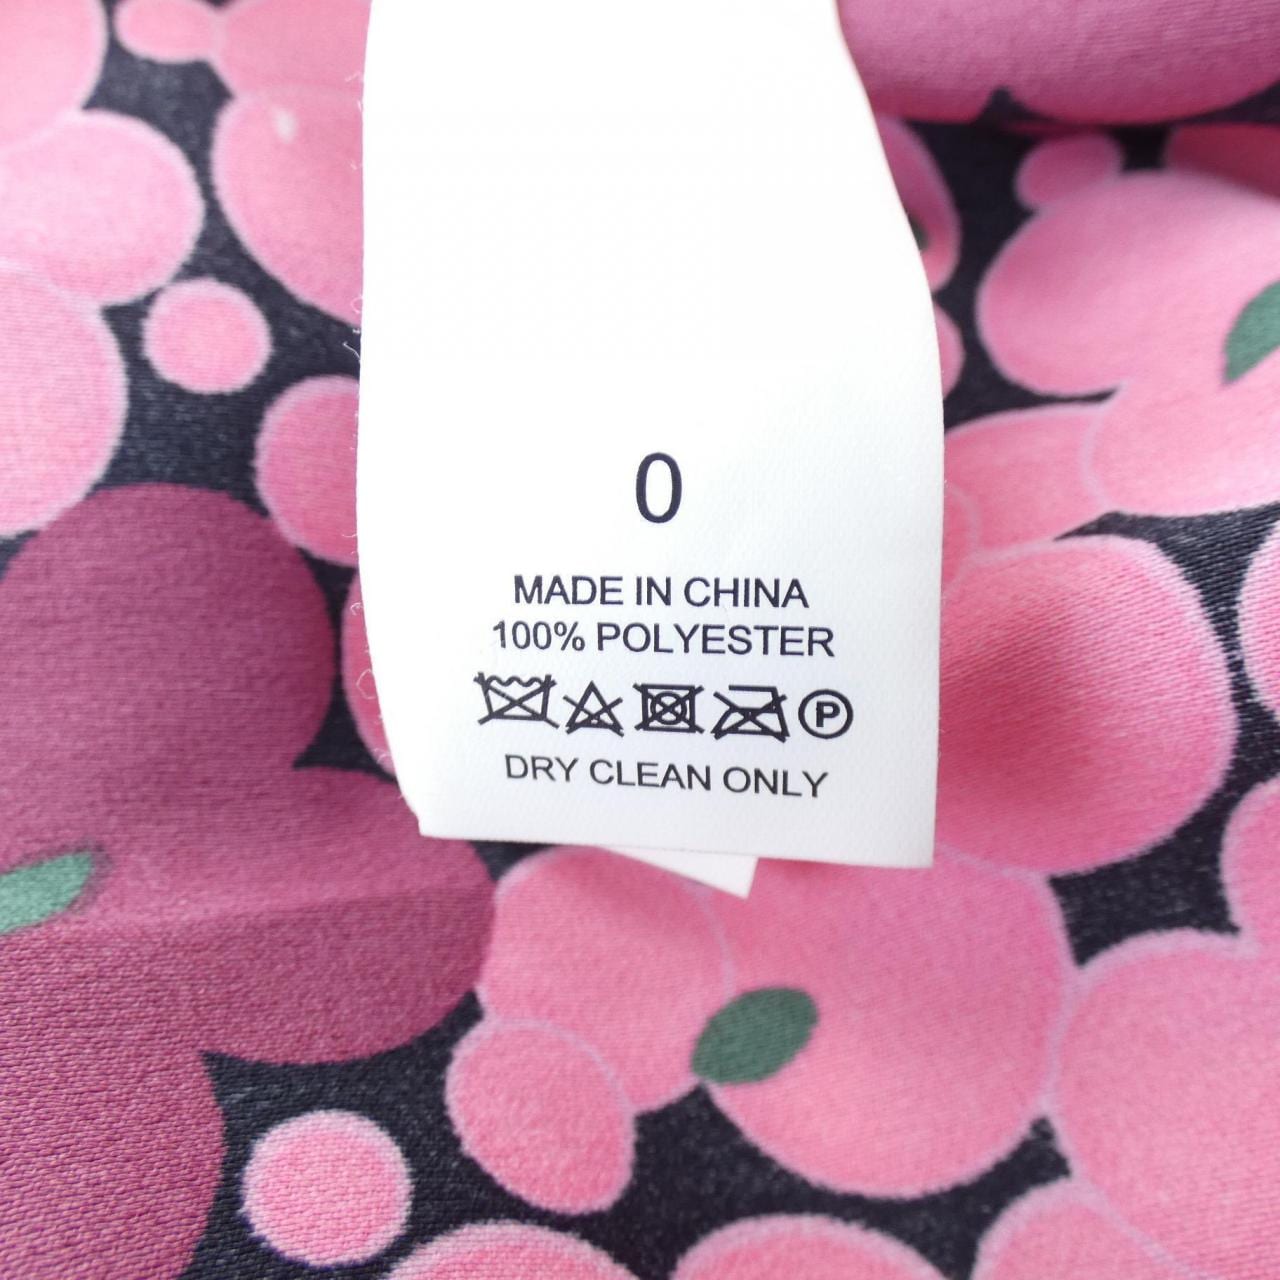 0
MADE IN CHINA
100% POLYESTER
P
DRY CLEAN ONLY